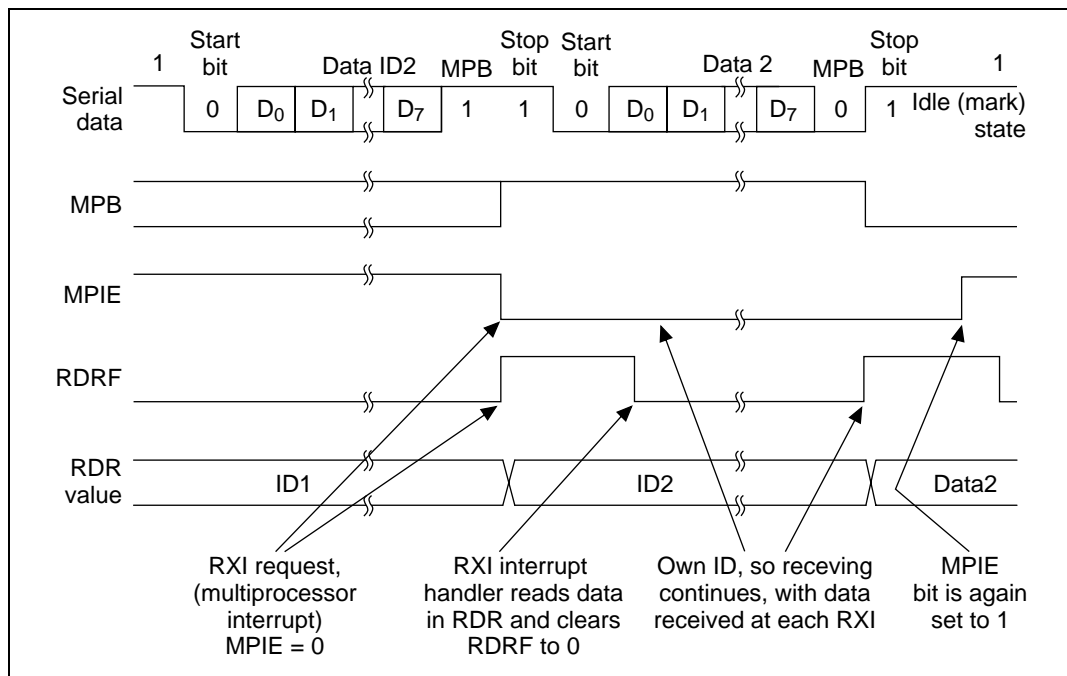 Start bit
Stop bit
Start bit
Stop bit
1 Data ID2 MPB Data 2 MPB 1
Serial data
0 D0 D1 D7 1 1 0 D0 D1 D7 0 1
Idle (mark) state
MPB
MPIE
RDRF
RDR value
ID1 ID2 Data2
RXI request,
(multiprocessor
interrupt)
MPIE = 0
RXI interrupt
handler reads data
in RDR and clears
RDRF to 0
Own ID, so receving
continues, with data
received at each RXI
MPIE
bit is again
set to 1